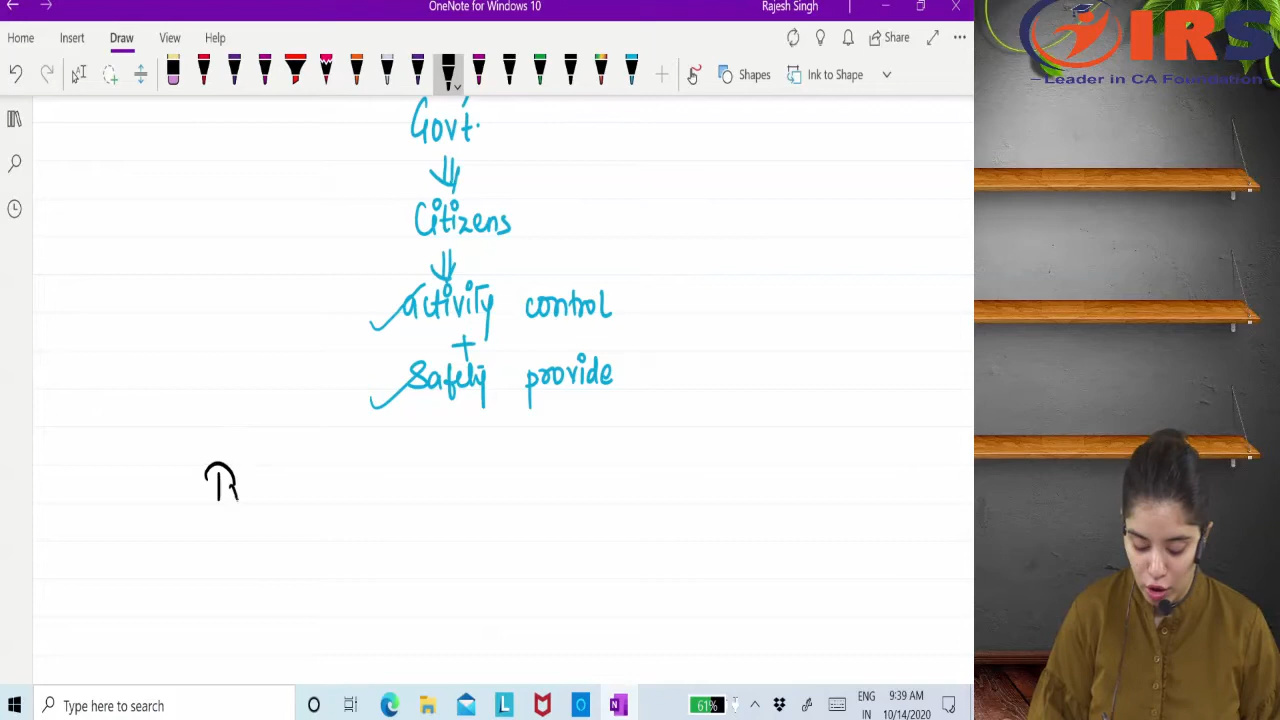 OneNote for Windows 10
Rajesh Singh
Home Insert Draw View Help
Share
Shapes
Ink to Shape
IRS
Leader in CA Foundation
Govt.
Citizens
activity control
+
Safety provide
R
Type here to search
61%
ENG
IN
9:39 AM
10/14/2020